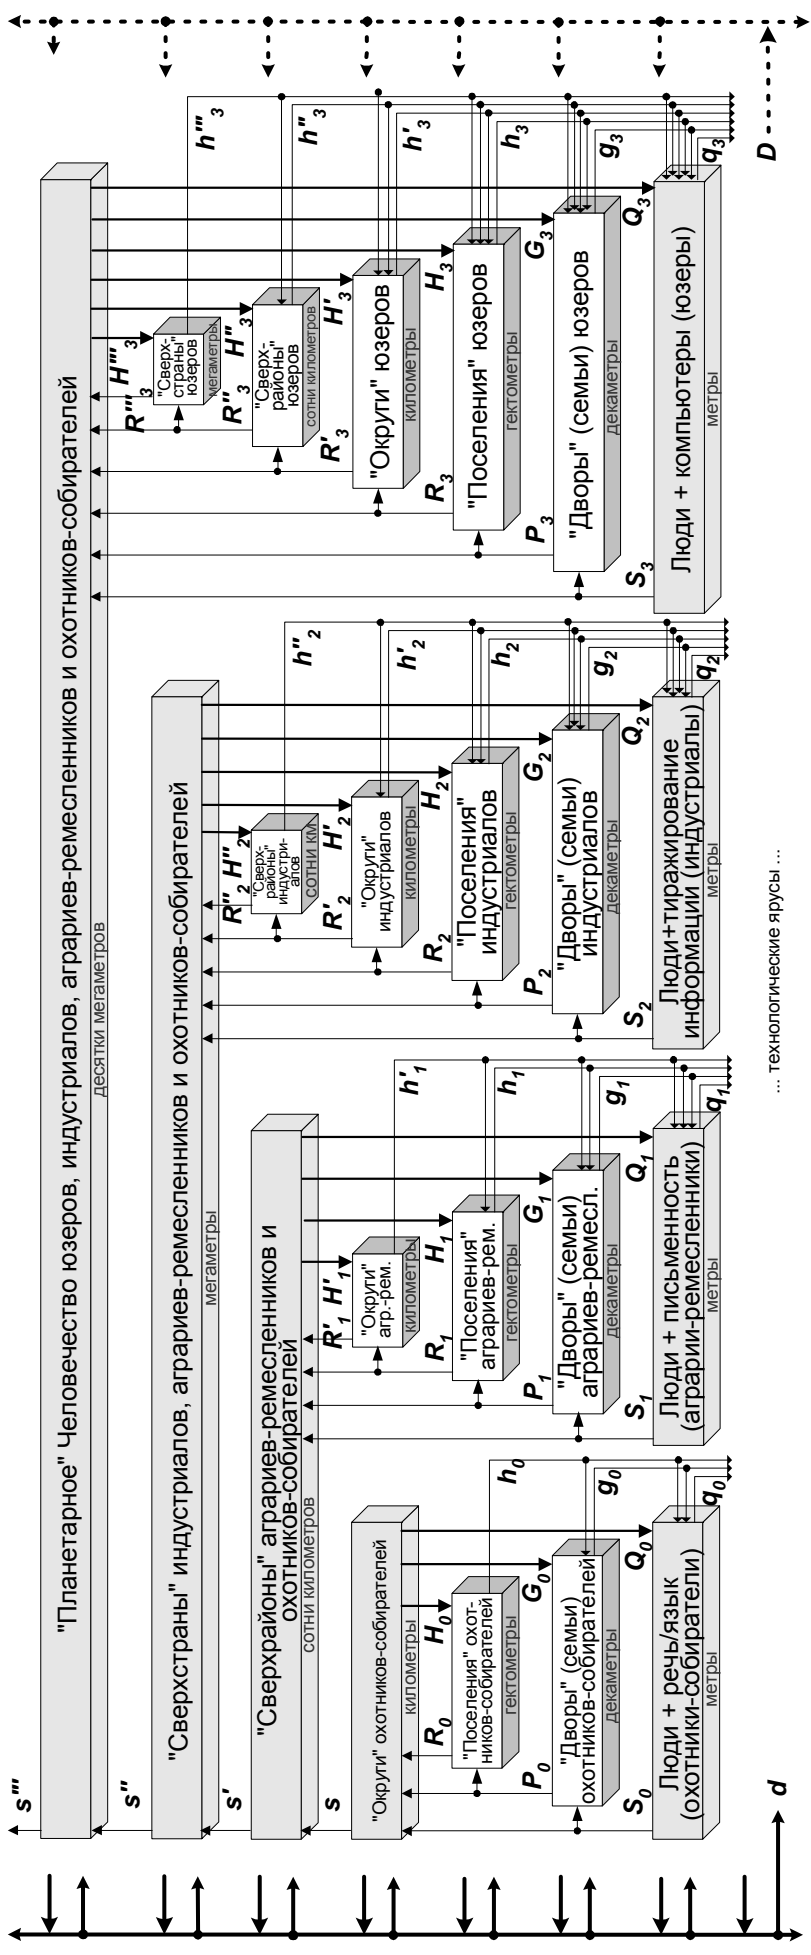 s'''
"Планетарное" Человечество юзеров, индустриалов, аграриев-ремесленников и охотников-собирателей
десятки мегаметров
s''
"Сверхстраны" индустриалов, аграриев-ремесленников и охотников-собирателей
мегаметры
R'''3 H'''3
"Сверх-
страны"
юзеров
мегаметры
h'''3
s'
"Сверхрайоны" аграриев-ремесленников и
охотников-собирателей
сотни километров
R''2 H''2
"Сверх-
районы"
индустри-
алов
сотни км
h''2
R''3 H''3
"Сверх-
районы"
юзеров
сотни километров
h''3
s
"Округи" охотников-собирателей
километры
R'1 H'1
"Округи"
агр.-рем.
километры
h'1
R'2 H'2
"Округи"
индустриалов
километры
h'2
R'3 H'3
"Округи" юзеров
километры
h'3
R0 H0
"Поселения" охот-
ников-собирателей
гектометры
h0
R1 H1
"Поселения"
аграриев-рем.
гектометры
h1
R2 H2
"Поселения"
индустриалов
гектометры
h2
R3 H3
"Поселения" юзеров
гектометры
h3
P0 G0
"Дворы" (семьи)
охотников-собирателей
декаметры
g0
P1 G1
"Дворы" (семьи)
аграриев-ремесл.
декаметры
g1
P2 G2
"Дворы" (семьи)
индустриалов
декаметры
g2
P3 G3
"Дворы" (семьи) юзеров
декаметры
g3
S0 Q0
Люди + речь/язык
(охотники-собиратели)
метры
q0
S1 Q1
Люди + письменность
(аграрии-ремесленники)
метры
q1
S2 Q2
Люди+тиражирование
информации (индустриалы)
метры
q2
S3 Q3
Люди + компьютеры (юзеры)
метры
q3
d
... технологические ярусы ...
D